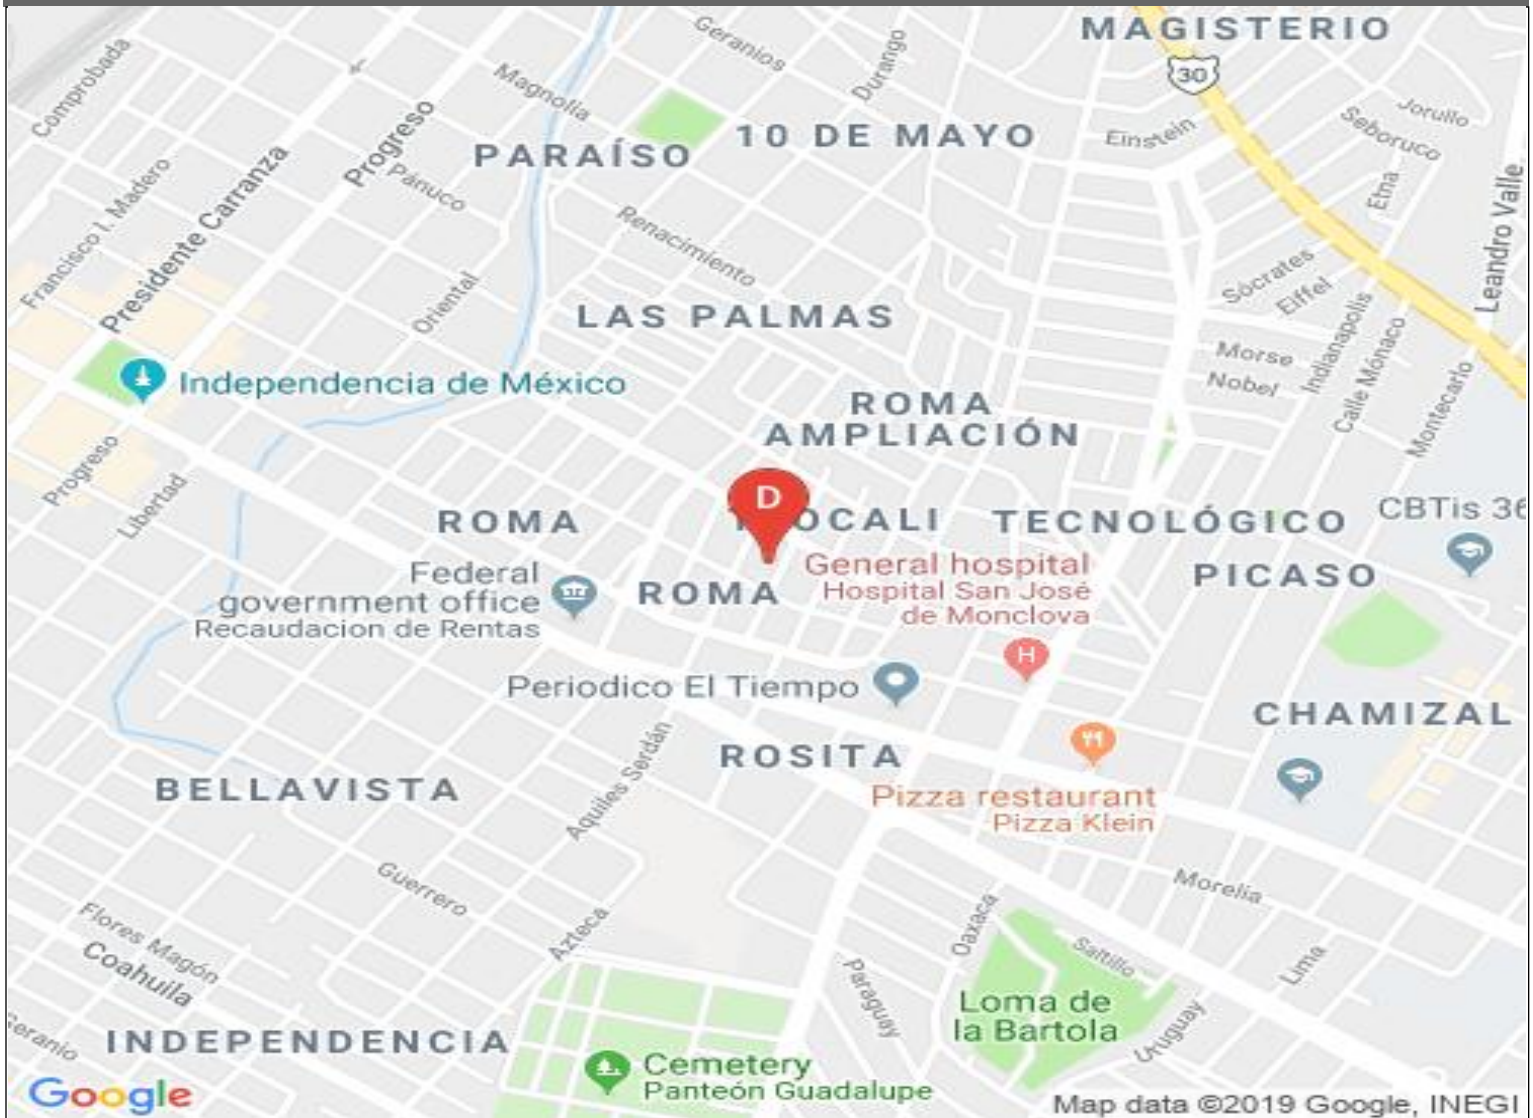 MAGISTERIO
Geranios
Durango
30
Comprobada
Magnolia
Jorullo
Seboruco
Einstein
10 DE MAYO
PARAÍSO
Progreso
Pánuco
Etna
Leandro Valle
Francisco I. Madero
Presidente Carranza
Renacimiento
Oriental
Sócrates
Eiffel
LAS PALMAS
Indianapolis
Calle Mónaco
Morse
Nobel
Montecarlo
Independencia de México
ROMA
AMPLIACIÓN
Progreso
Libertad
D
ROMA
TECNOLÓGICO
CBTis 36
PICASO
Federal
government office
Recaudacion de Rentas
ROMA
General hospital
Hospital San José
de Monclova
H
Periodico El Tiempo
CHAMIZAL
ROSITA
Aquiles Serdán
BELLAVISTA
Pizza restaurant
Pizza Klein
Guerrero
Morelia
Azteca
Oaxaca
Flores Magón
Coahuila
Saltillo
Lima
Paraguay
Loma de
la Bartola
Uruguay
Geranio
INDEPENDENCIA
Cemetery
Panteón Guadalupe
Google
Map data ©2019 Google, INEGI